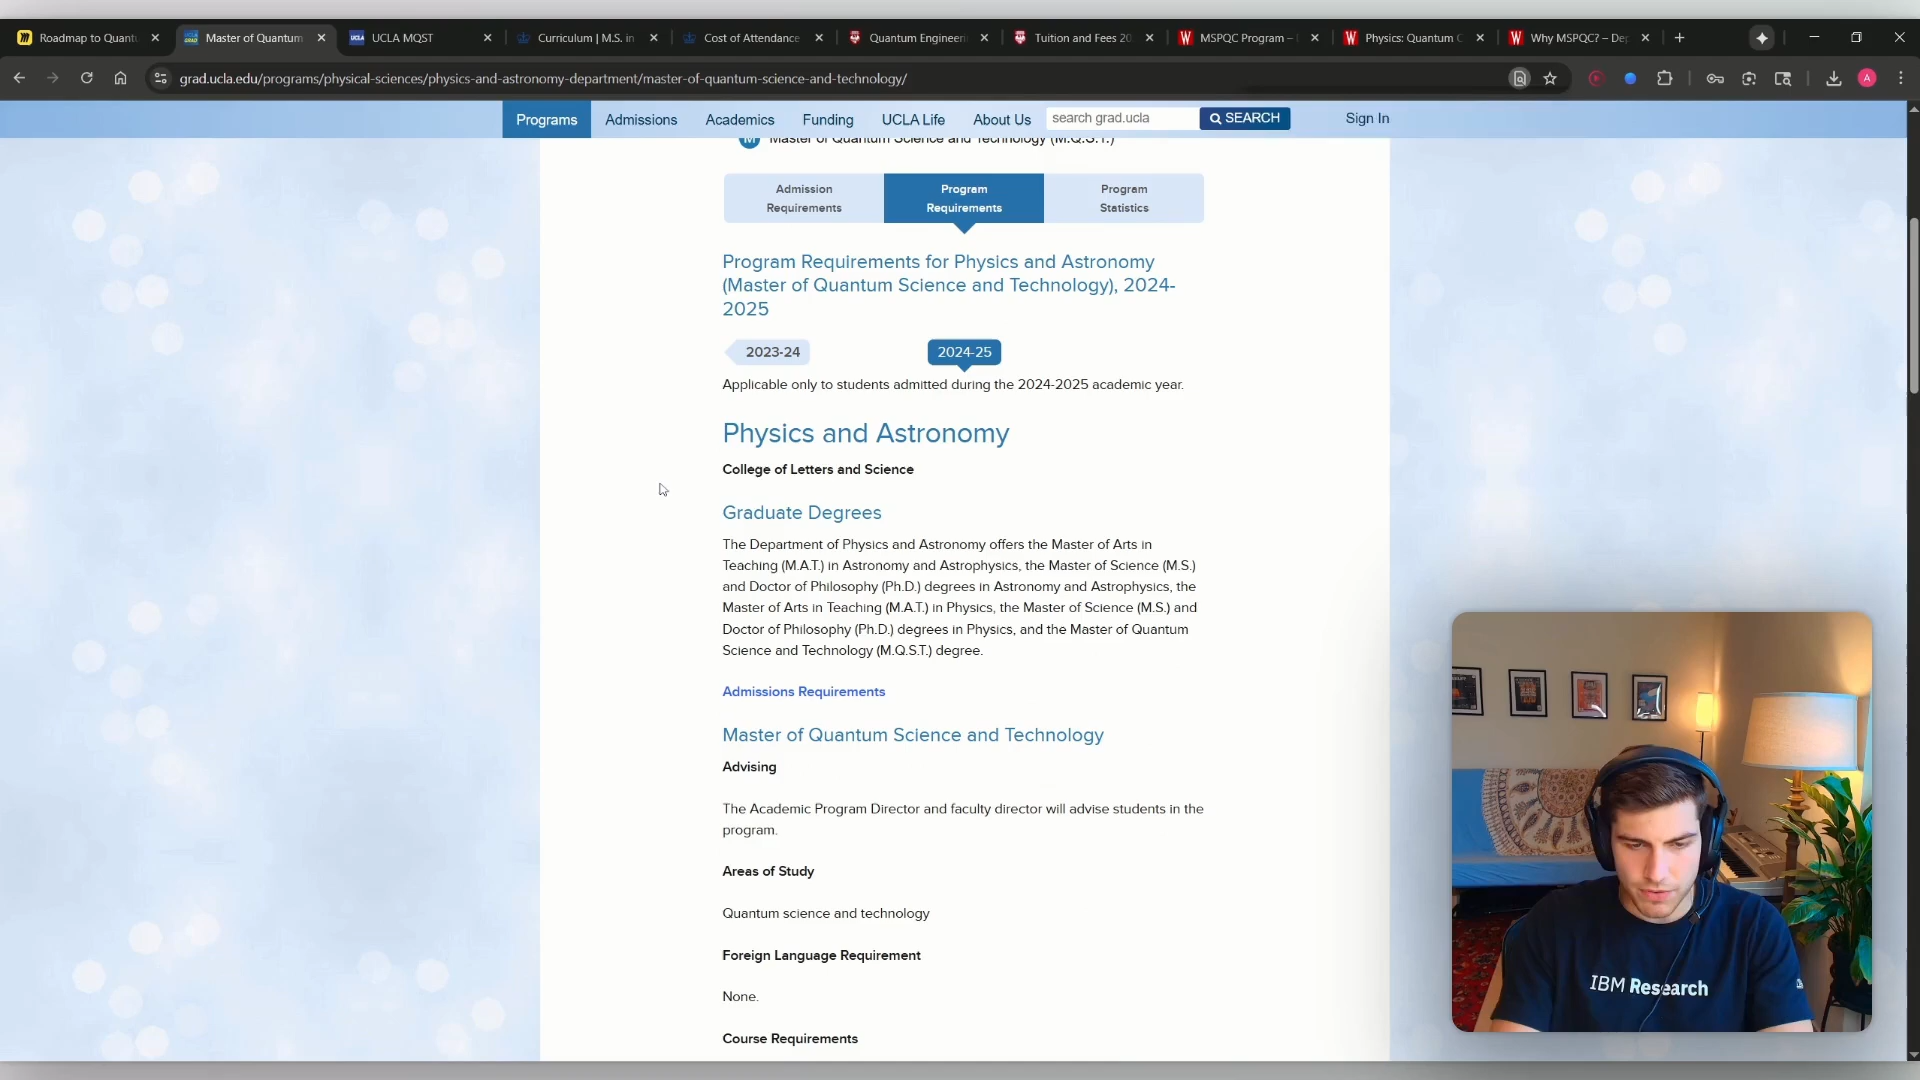 Roadmap to Quant
Master of Quantum
UCLA MQST
Curriculum | M.S. in
Cost of Attendance
Quantum Engineeri
Tuition and Fees 20
MSPQC Program –
Physics: Quantum C
Why MSPQC? – Dep
grad.ucla.edu/programs/physical-sciences/physics-and-astronomy-department/master-of-quantum-science-and-technology/
A
Programs
Admissions
Academics
Funding
UCLA Life
About Us
search grad.ucla
SEARCH
Sign In
M
Master of Quantum Science and Technology (M.Q.S.T.)
Admission
Requirements
Program
Requirements
Program
Statistics
Program Requirements for Physics and Astronomy
(Master of Quantum Science and Technology), 2024-
2025
2023-24
2024-25
Applicable only to students admitted during the 2024-2025 academic year.
Physics and Astronomy
College of Letters and Science
Graduate Degrees
The Department of Physics and Astronomy offers the Master of Arts in
Teaching (M.A.T.) in Astronomy and Astrophysics, the Master of Science (M.S.)
and Doctor of Philosophy (Ph.D.) degrees in Astronomy and Astrophysics, the
Master of Arts in Teaching (M.A.T.) in Physics, the Master of Science (M.S.) and
Doctor of Philosophy (Ph.D.) degrees in Physics, and the Master of Quantum
Science and Technology (M.Q.S.T.) degree.
Admissions Requirements
Master of Quantum Science and Technology
Advising
The Academic Program Director and faculty director will advise students in the
program.
Areas of Study
Quantum science and technology
Foreign Language Requirement
None.
Course Requirements
IBM Research